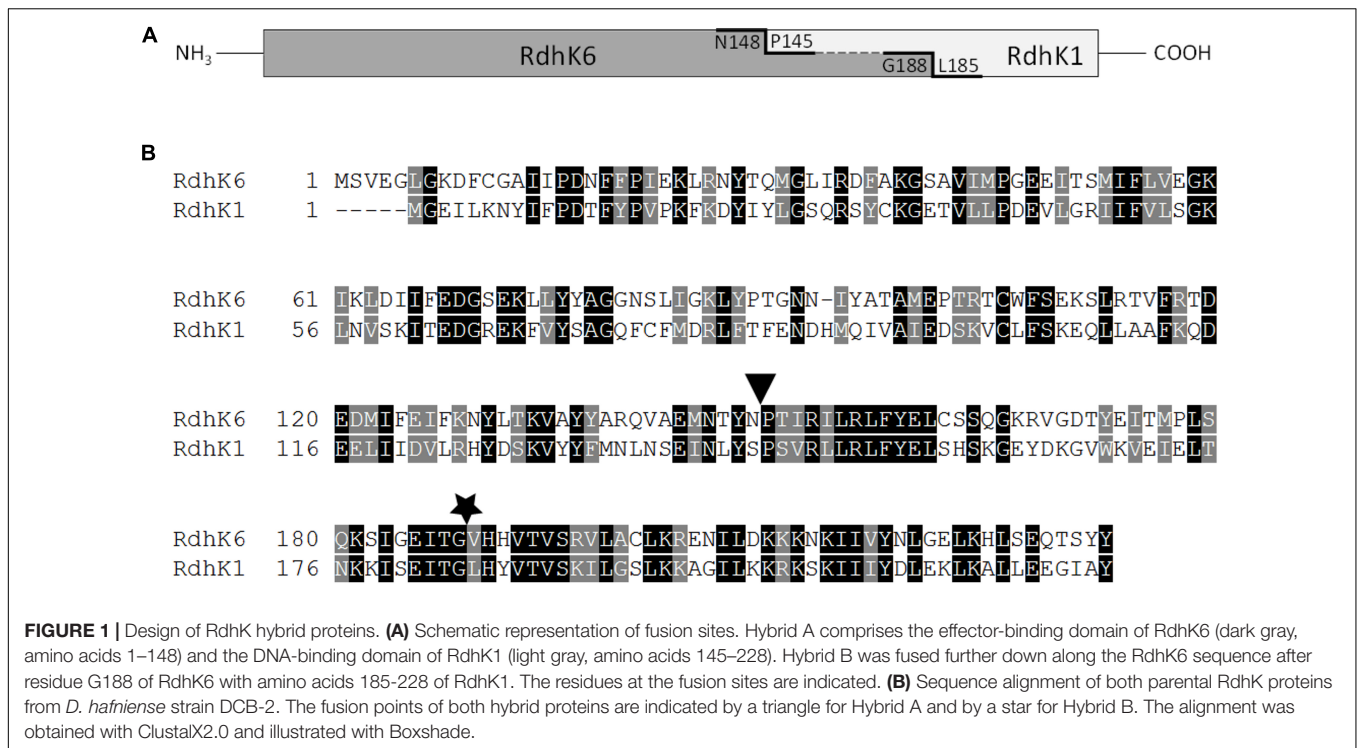 A
NH3
RdhK6
N148
P145
G188
L185
RdhK1
COOH
B
RdhK6 1 MSVEGLGKDFCGAIIPDNFFPIEKLRNYTQMGLIRDFAKGSAVIMPGEEITSMIFLVEGK
RdhK1 1 -----MGEILKNYIFPDTFYPVPKFKDYIYLGSQRSYCKGETVLLPDEVLGRIIFVLSGK
RdhK6 61 IKLDIIFEDGSEKLLYYAGGNSLIGKLYPTGNN-IYATAMEPTRTCWFSEKSLRTVFRTD
RdhK1 56 LNVSKITEDGREKFVYSAGQFCFMDRLFTFENDHMQIVAIEDSKVCLFSKEQLLAAFKQD
RdhK6 120 EDMIFEIFKNYLTKVAYYARQVAEMNTYNPTIRILRLFYELCSSQGKRVGDTYEITMPLS
RdhK1 116 EELIIDVLRHYDSKVYYFMNLNSEINLYSPSVRLLRLFYELSHSKGEYDKGVWKVEIELT
RdhK6 180 QKSIGEITGVHHVTVSRVLACLKRENILDKKKNKIIVYNLGELKHLSEQTSYY
RdhK1 176 NKKISEITGLHYVTVSKILGSLKKAGILKKRKSKIIIYDLEKLKALLEEGIAY
FIGURE 1 | Design of RdhK hybrid proteins. (A) Schematic representation of fusion sites. Hybrid A comprises the effector-binding domain of RdhK6 (dark gray,
amino acids 1–148) and the DNA-binding domain of RdhK1 (light gray, amino acids 145–228). Hybrid B was fused further down along the RdhK6 sequence after
residue G188 of RdhK6 with amino acids 185-228 of RdhK1. The residues at the fusion sites are indicated. (B) Sequence alignment of both parental RdhK proteins
from D. hafniense strain DCB-2. The fusion points of both hybrid proteins are indicated by a triangle for Hybrid A and by a star for Hybrid B. The alignment was
obtained with ClustalX2.0 and illustrated with Boxshade.